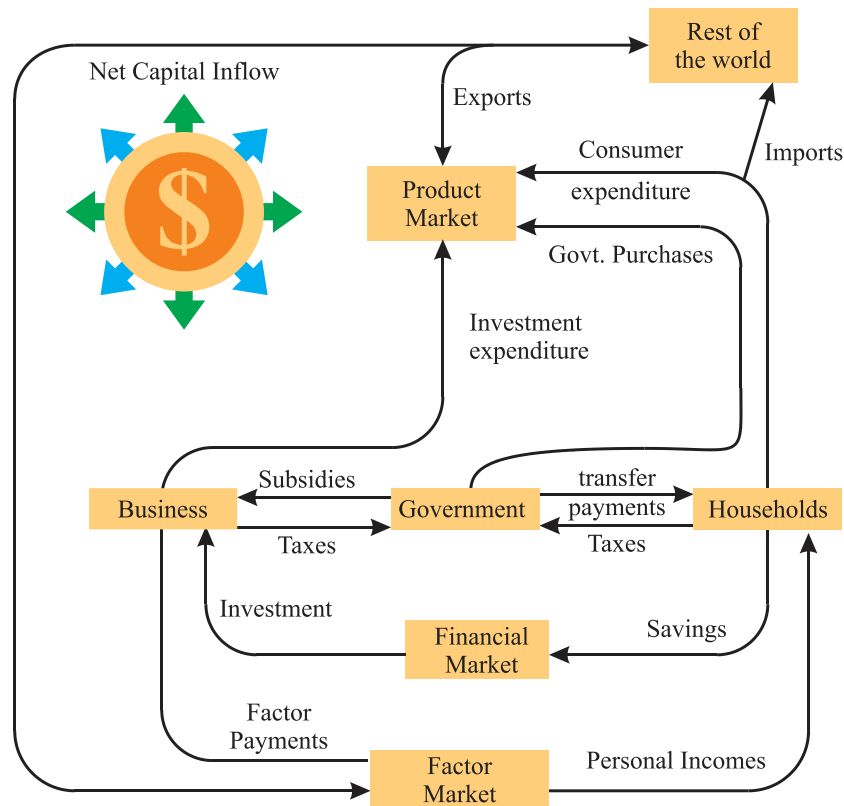 Rest of
the world
Net Capital Inflow
Exports
$
Consumer
expenditure
Imports
Product
Market
Govt. Purchases
Investment
expenditure
Subsidies
transfer
payments
Business
Government
Households
Taxes
Taxes
Investment
Financial
Market
Savings
Factor
Payments
Personal Incomes
Factor
Market